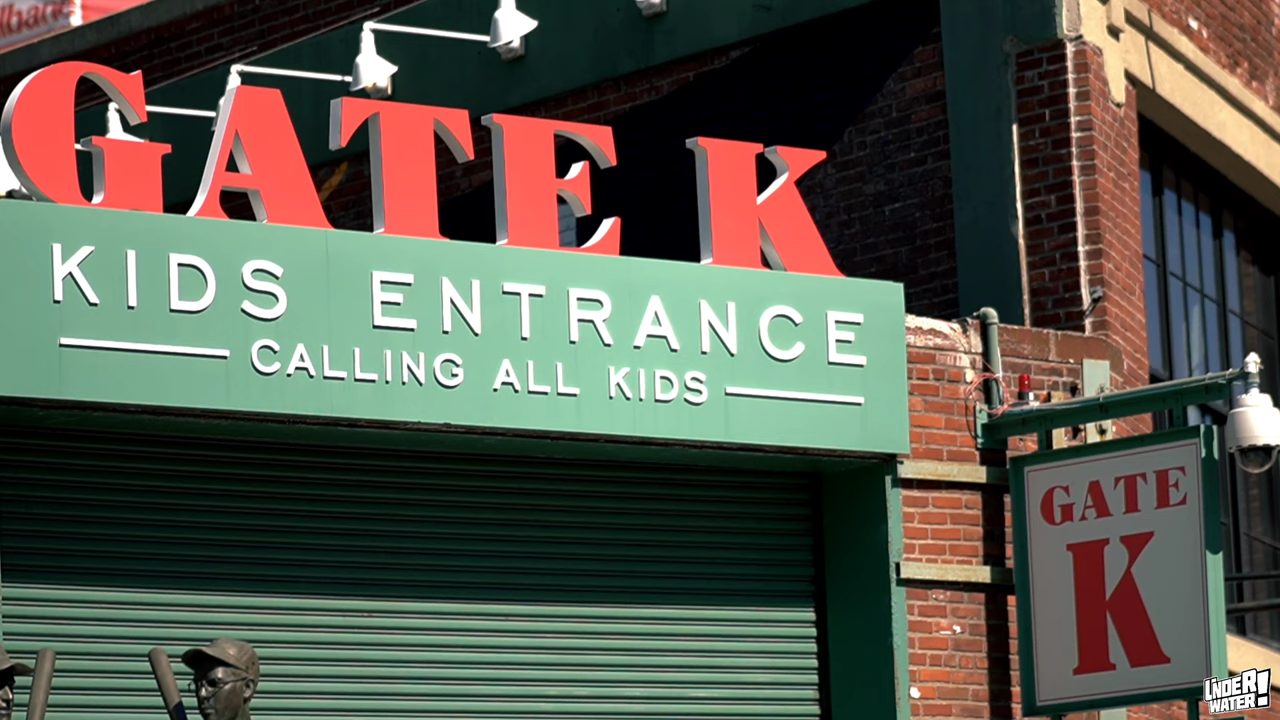 GATE K
KIDS ENTRANCE
CALLING ALL KIDS
GATE
K
UNDER
WATER!